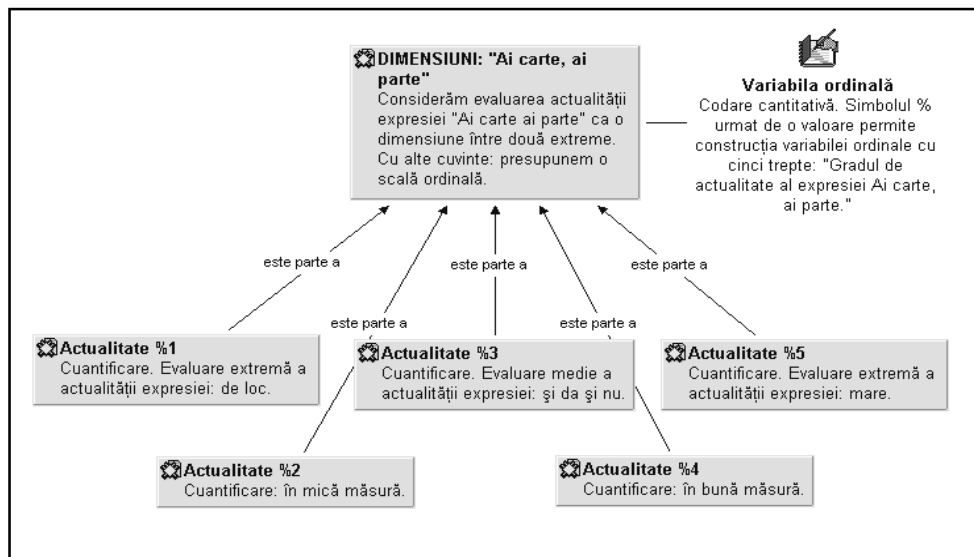 DIMENSIUNI: "Ai carte, ai
parte"
Considerăm evaluarea actualității
expresiei "Ai carte ai parte" ca o
dimensiune între două extreme.
Cu alte cuvinte: presupunem o
scală ordinală.
Variabila ordinală
Codare cantitativă. Simbolul %
urmat de o valoare permite
construcția variabilei ordinale cu
cinci trepte: "Gradul de
actualitate al expresiei Ai carte,
ai parte."
este parte a
este parte a
este parte a
este parte a
este parte a
Actualitate %1
Cuantificare. Evaluare extremă a
actualității expresiei: de loc.
Actualitate %3
Cuantificare. Evaluare medie a
actualității expresiei: și da și nu.
Actualitate %5
Cuantificare. Evaluare extremă a
actualității expresiei: mare.
Actualitate %2
Cuantificare: în mică măsură.
Actualitate %4
Cuantificare: în bună măsură.